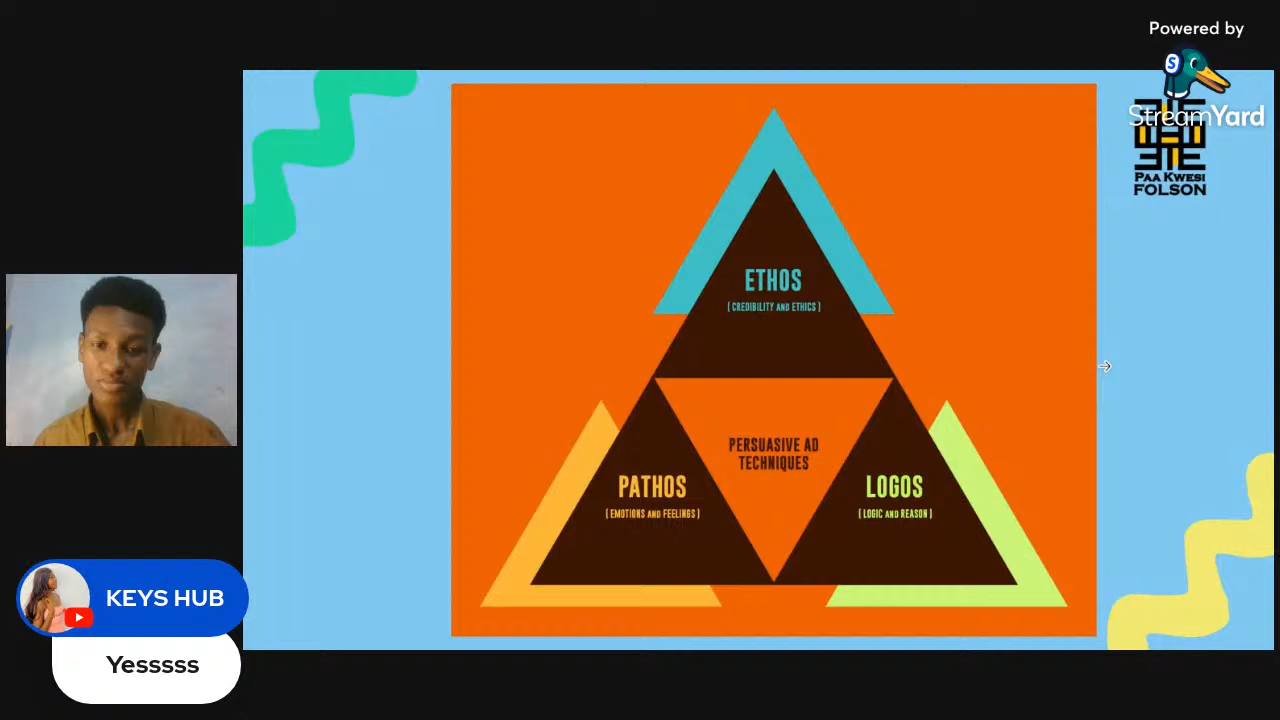 Powered by
StreamYard
PAA KWESI
FOLSON
ETHOS
( CREDIBILITY AND ETHICS )
PERSUASIVE AD
TECHNIQUES
PATHOS
( EMOTIONS AND FEELINGS )
LOGOS
( LOGIC AND REASON )
KEYS HUB
Yesssss